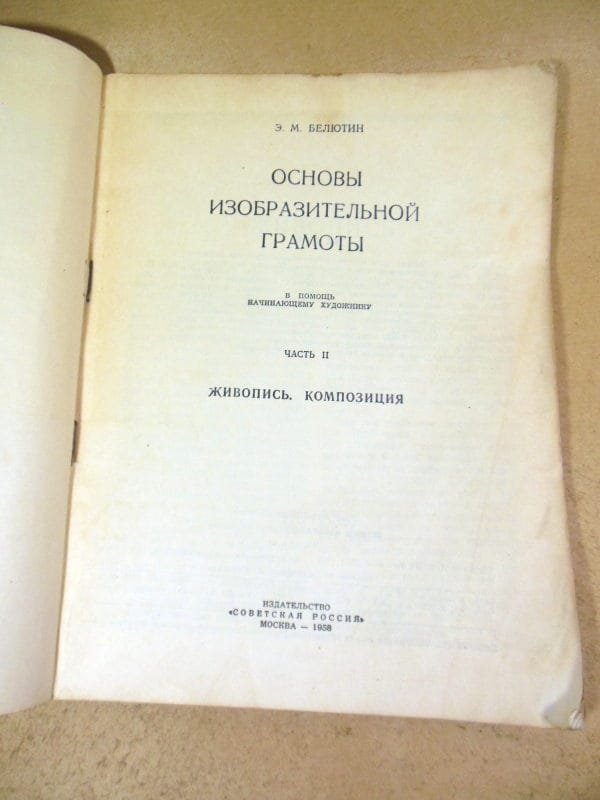 Э. М. БЕЛЮТИН
ОСНОВЫ
ИЗОБРАЗИТЕЛЬНОЙ
ГРАМОТЫ
В ПОМОЩЬ
НАЧИНАЮЩЕМУ ХУДОЖНИКУ
ЧАСТЬ II
ЖИВОПИСЬ. КОМПОЗИЦИЯ
ИЗДАТЕЛЬСТВО
«СОВЕТСКАЯ РОССИЯ»
МОСКВА — 1958